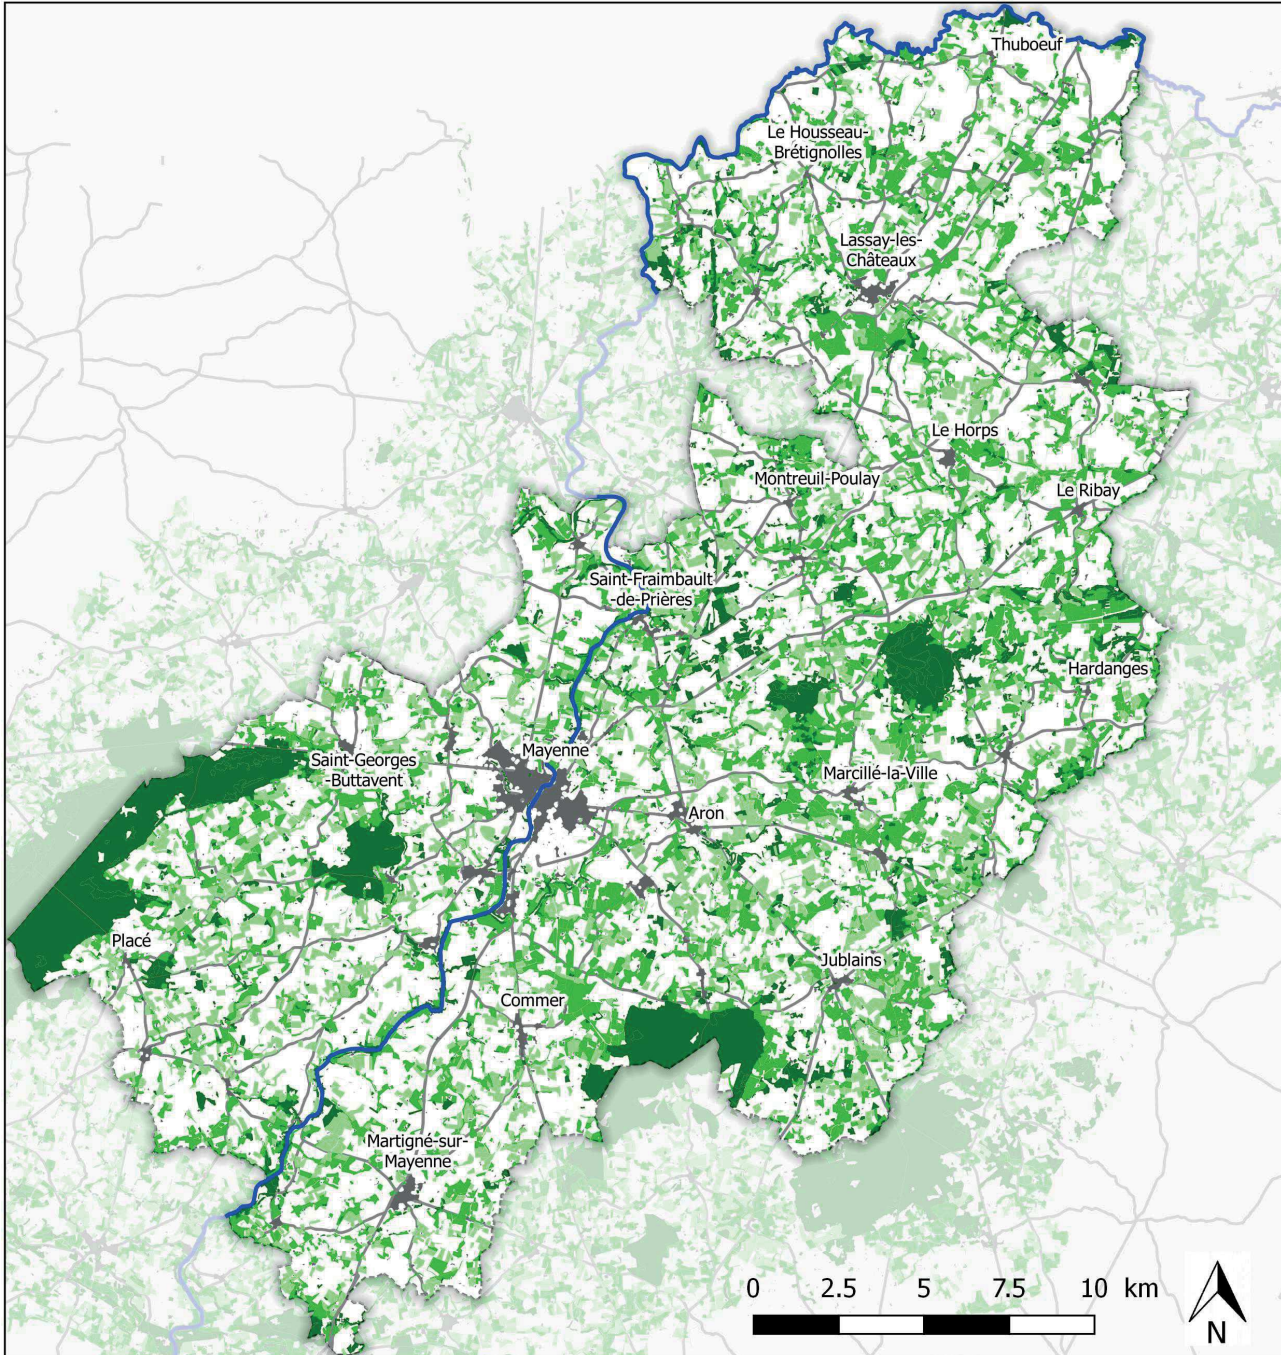 Thuboeuf
Le Housseau-
Brétignolles
Lassay-les-
Châteaux
Le Horps
Montreuil-Poulay
Le Ribay
Saint-Fraimbault
-de-Prières
Hardanges
Mayenne
Saint-Georges
-Buttavent
Marcillé-la-Ville
Aron
Placé
Jublains
Commer
Martigné-sur-
Mayenne
0 2.5 5 7.5 10 km
N